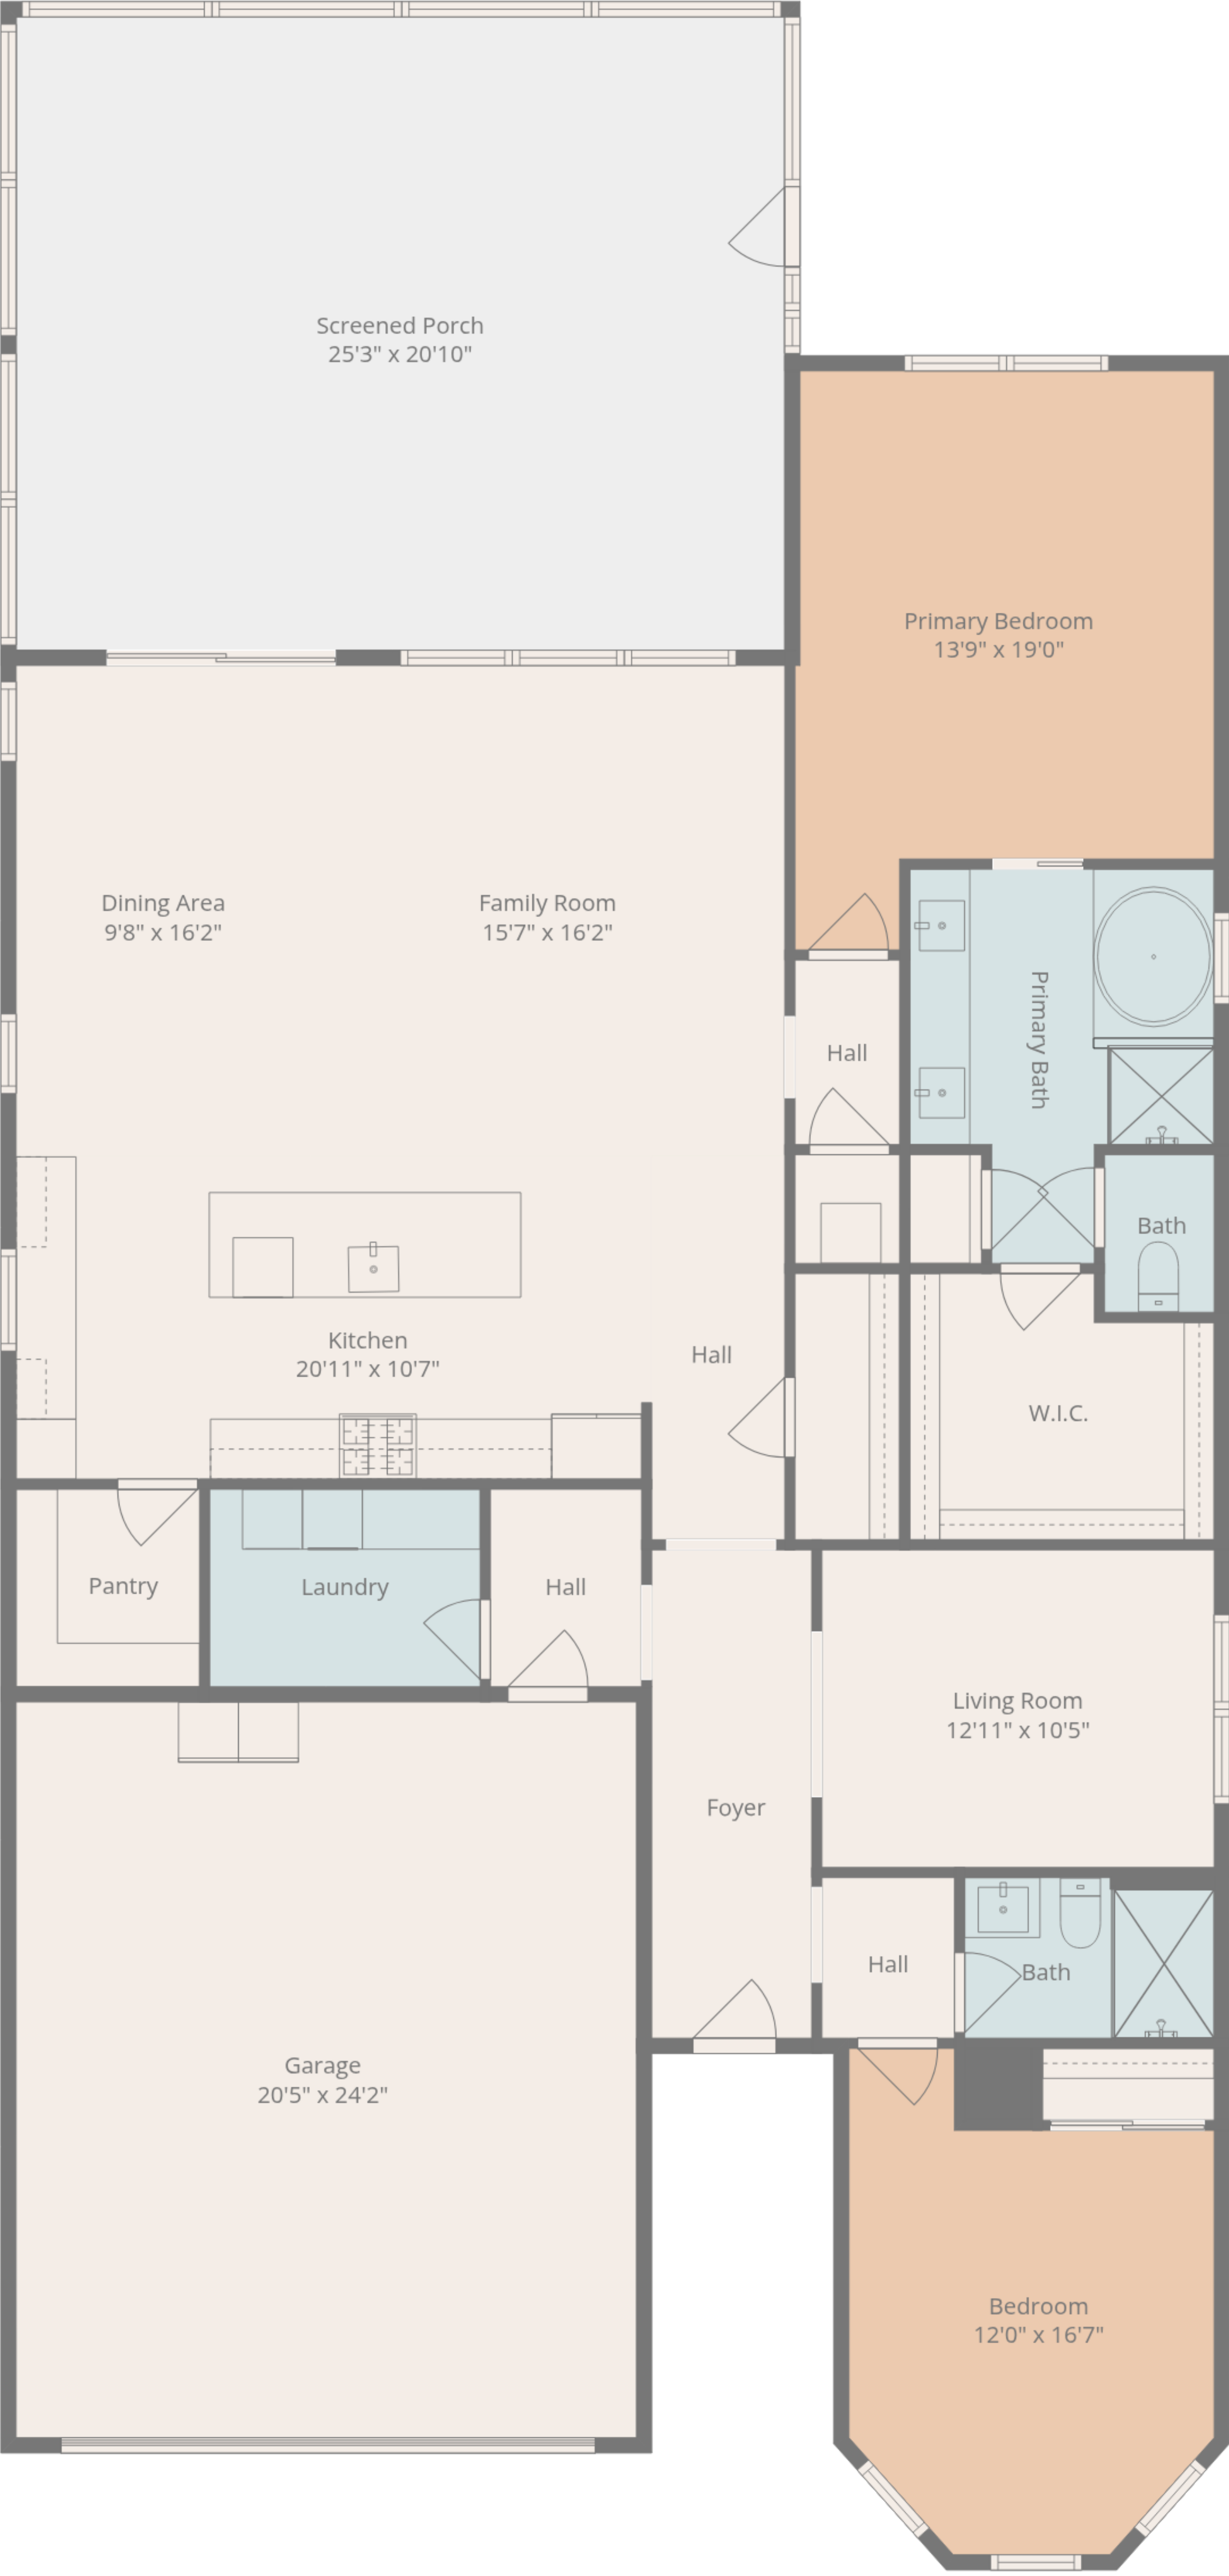 Screened Porch
25'3" x 20'10"
Primary Bedroom
13'9" x 19'0"
Dining Area
9'8" x 16'2"
Family Room
15'7" x 16'2"
Primary Bath
Hall
Bath
Kitchen
20'11" x 10'7"
Hall
W.I.C.
Pantry
Laundry
Hall
Living Room
12'11" x 10'5"
Foyer
Hall
Bath
Garage
20'5" x 24'2"
Bedroom
12'0" x 16'7"